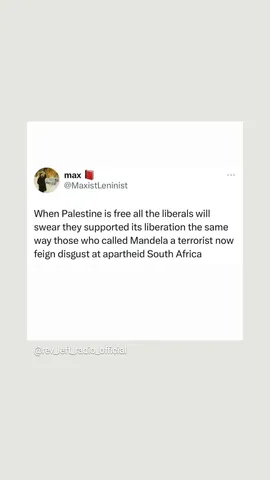 max
@MaxistLeninist
When Palestine is free all the liberals will
swear they supported its liberation the same
way those who called Mandela a terrorist now
feign disgust at apartheid South Africa
@rev_left_radio_official